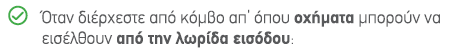 Όταν διέρχεστε από κόμβο απ' όπου οχήματα μπορούν να
εισέλθουν από την λωρίδα εισόδου: